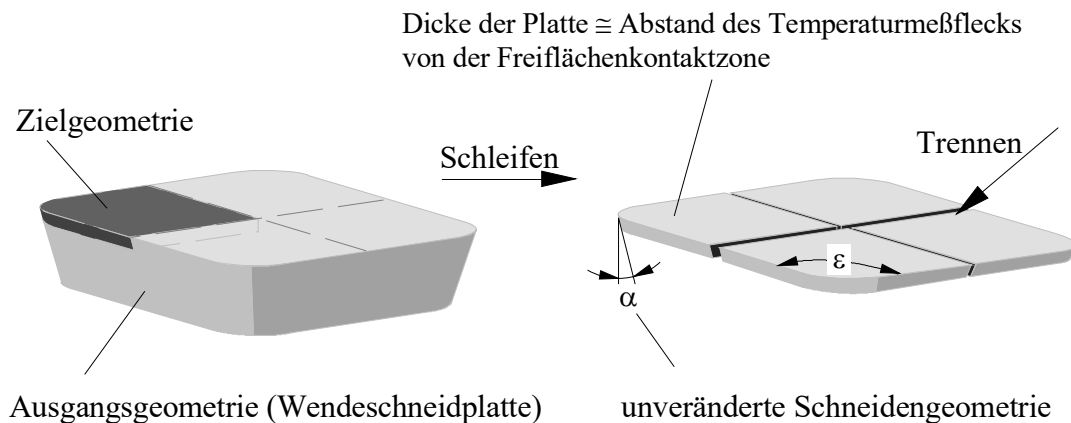 Dicke der Platte ≅ Abstand des Temperaturmeßflecks
von der Freiflächenkontaktzone
Zielgeometrie
Schleifen
Trennen
ε
α
Ausgangsgeometrie (Wendeschneidplatte)
unveränderte Schneidengeometrie